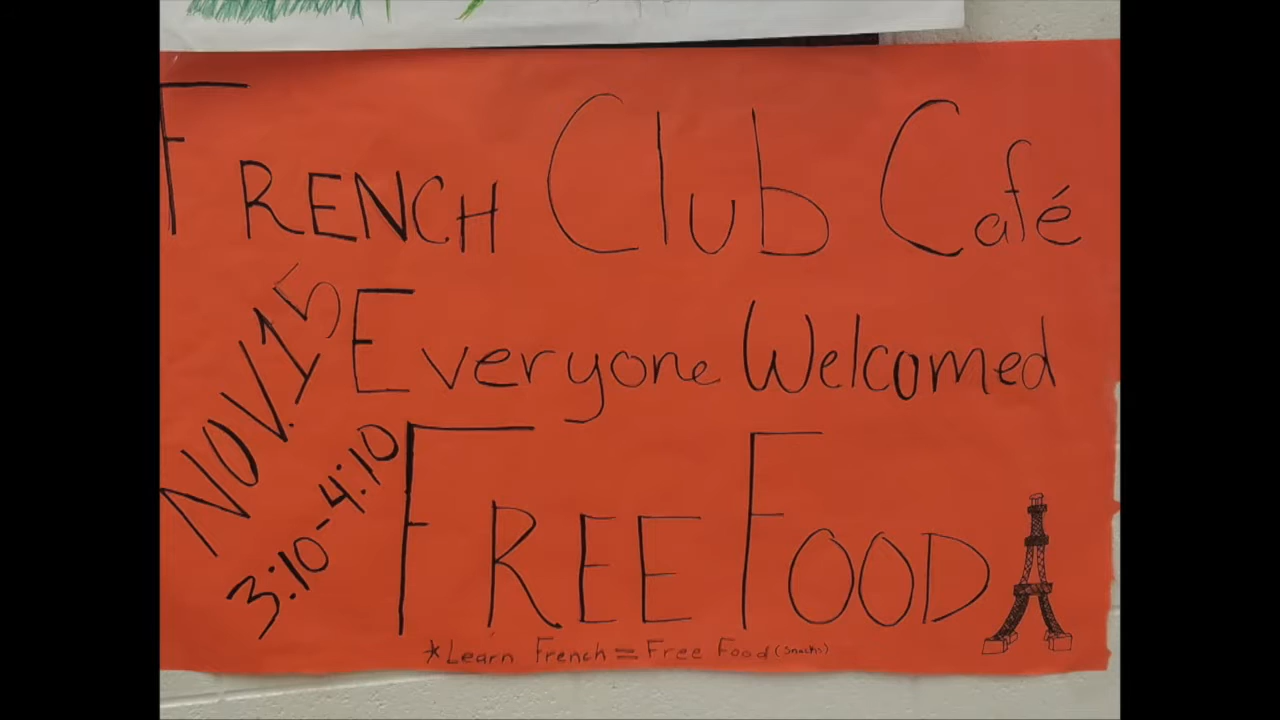 FRENCH Club Café
NOV.15
Everyone Welcomed
3:10-4:10
FREE FOOD
*Learn French = Free Food (snacks)